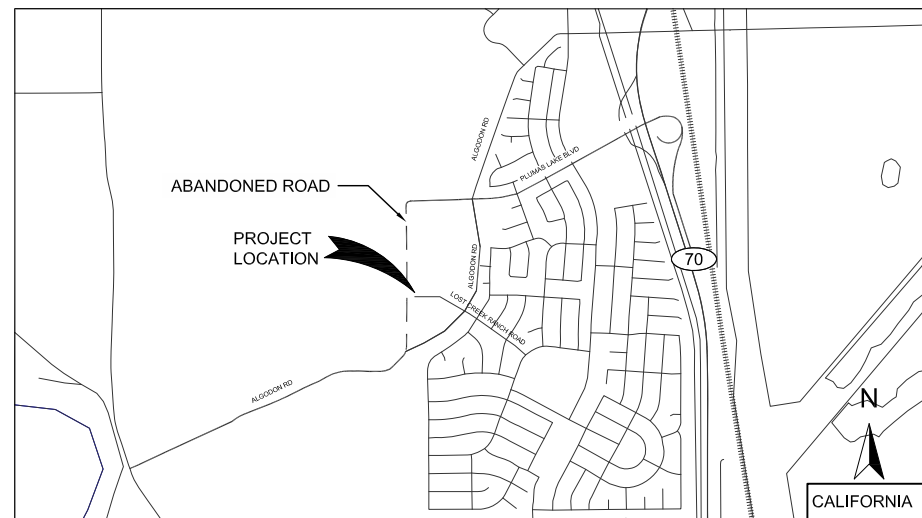 ALGODON RD
PLUMAS LAKE BLVD
ABANDONED ROAD
PROJECT
LOCATION
ALGODON RD
70
LOST CREEK RANCH ROAD
ALGODON RD
N
CALIFORNIA